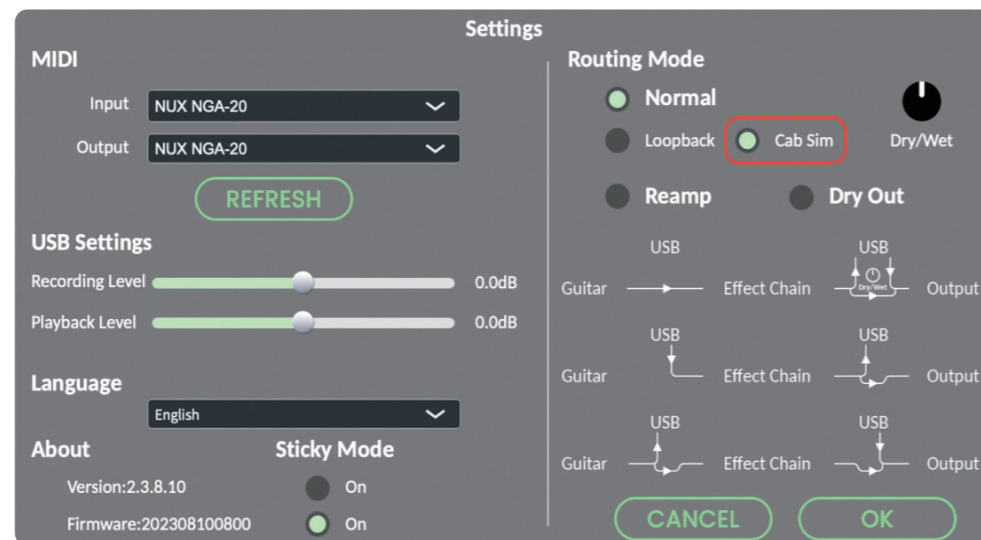 Settings
MIDI
Input
NUX NGA-20
Output
NUX NGA-20
REFRESH
USB Settings
Recording Level
0.0dB
Playback Level
0.0dB
Language
English
About
Sticky Mode
Version:2.3.8.10
On
Firmware:202308100800
On
Routing Mode
Normal
Loopback
Cab Sim
Dry/Wet
Reamp
Dry Out
USB
USB
Guitar
Effect Chain
Dry/Wet
Output
USB
USB
Guitar
Effect Chain
Output
USB
USB
Guitar
Effect Chain
Output
CANCEL
OK